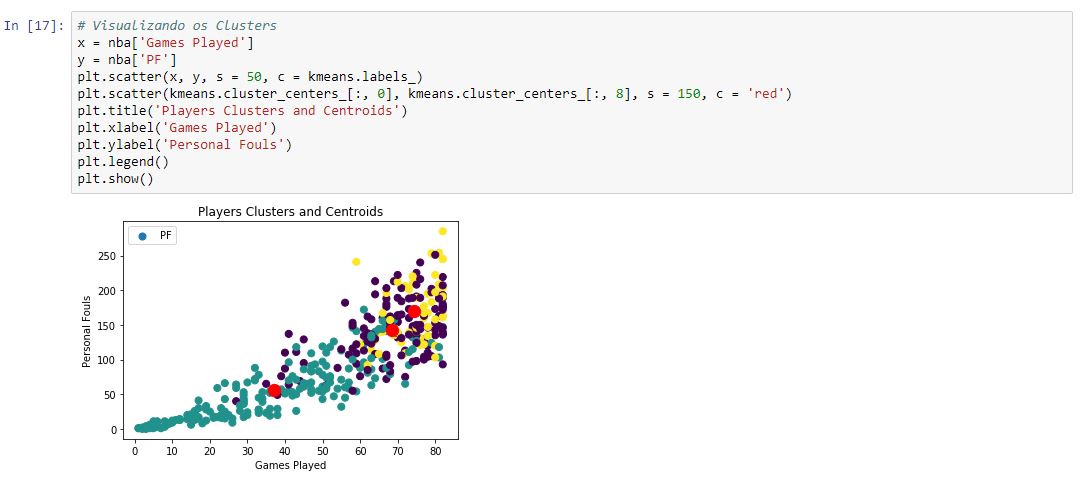 In [17]:
# Visualizando os Clusters
x = nba['Games Played']
y = nba['PF']
plt.scatter(x, y, s = 50, c = kmeans.labels_)
plt.scatter(kmeans.cluster_centers_[:, 0], kmeans.cluster_centers_[:, 8], s = 150, c = 'red')
plt.title('Players Clusters and Centroids')
plt.xlabel('Games Played')
plt.ylabel('Personal Fouls')
plt.legend()
plt.show()
Players Clusters and Centroids
PF
250
200
150
100
50
0
Personal Fouls
0 10 20 30 40 50 60 70 80
Games Played